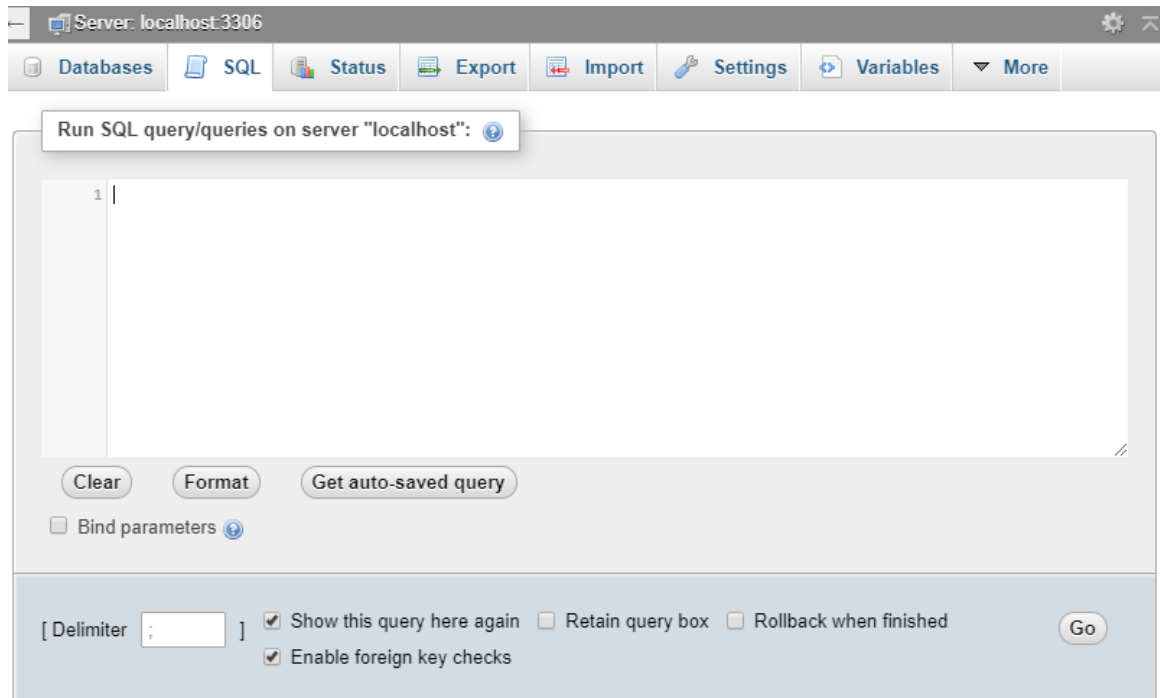 Server: localhost:3306
Databases SQL Status Export Import Settings Variables More
Run SQL query/queries on server "localhost":
1
Clear Format Get auto-saved query
Bind parameters
[ Delimiter ; ] Show this query here again Retain query box Rollback when finished Go
Enable foreign key checks